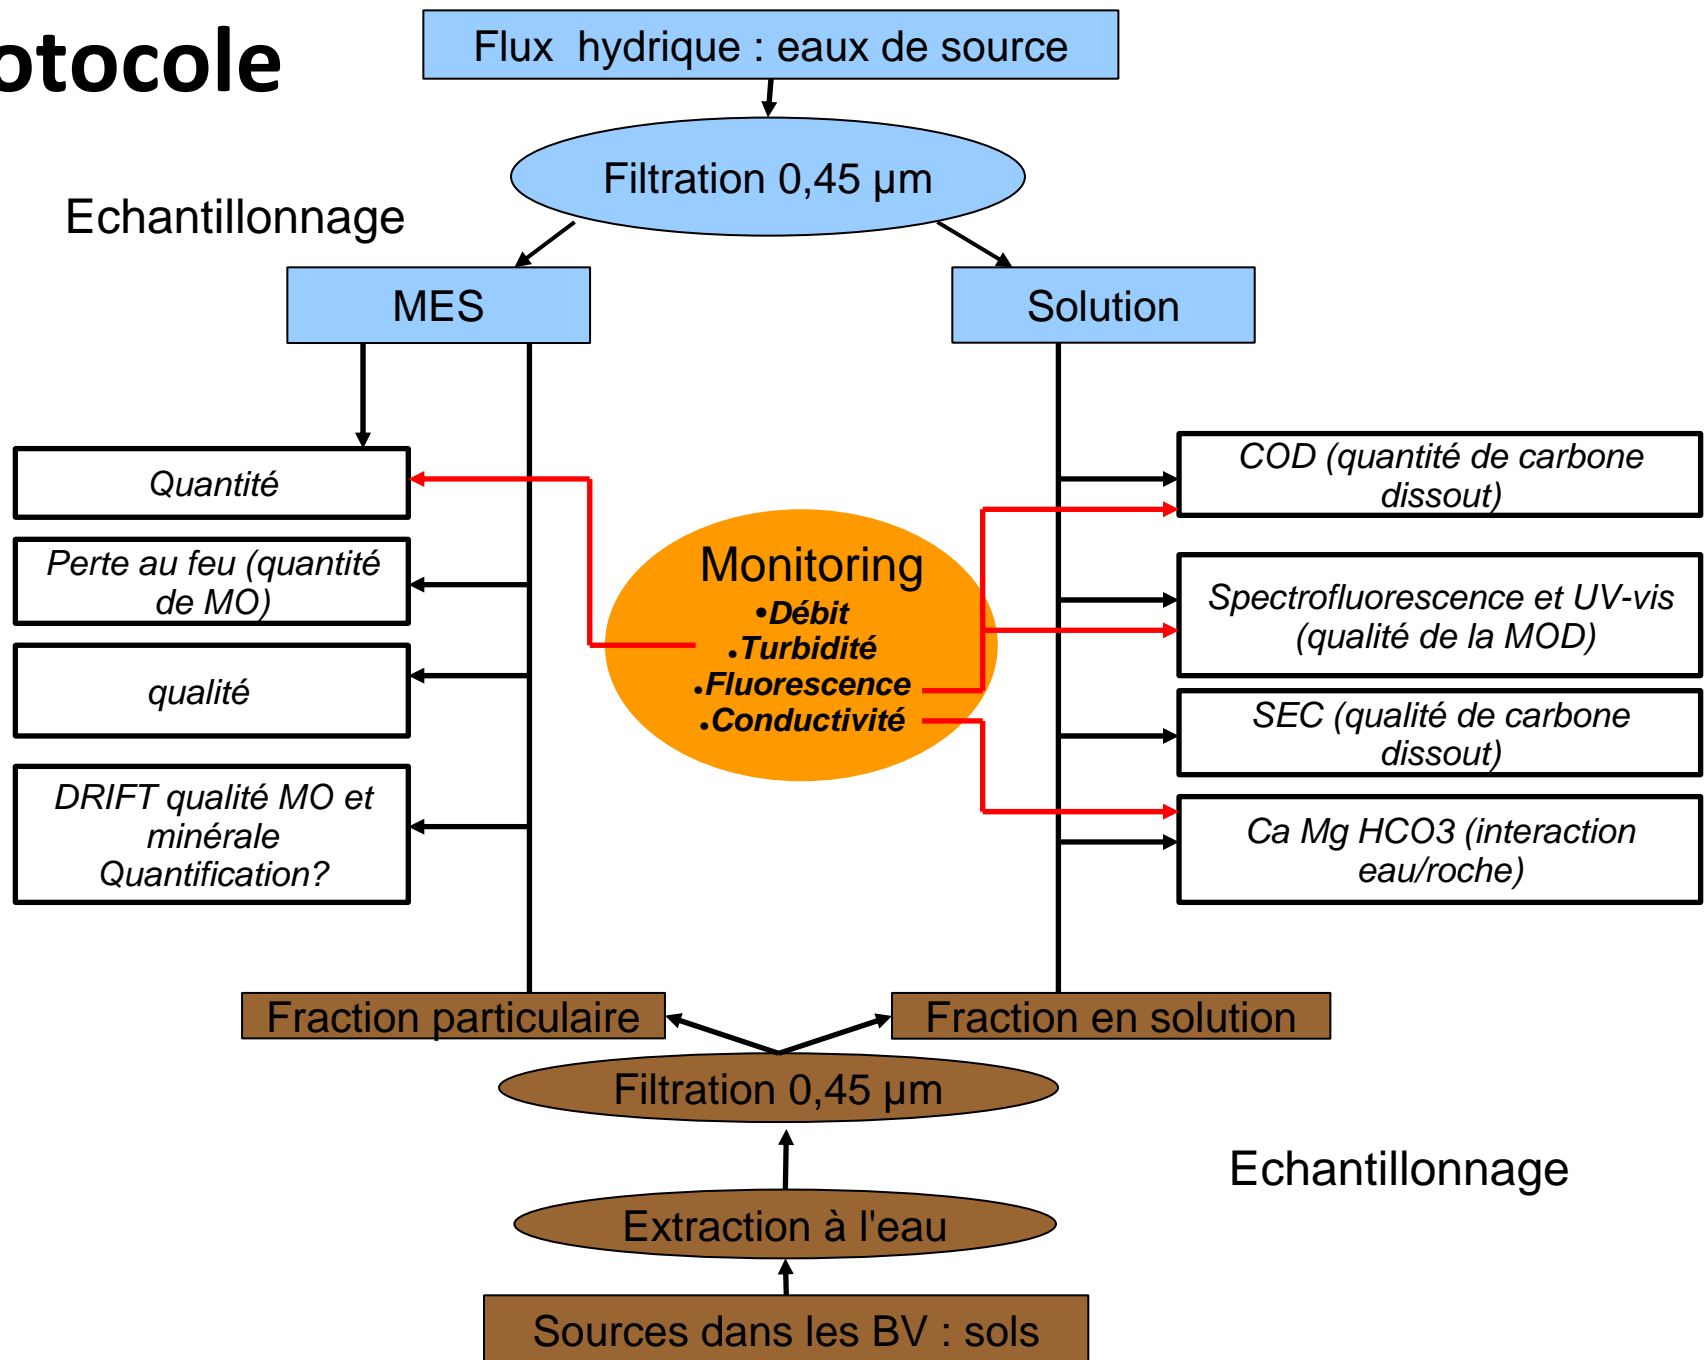 otocole
Flux hydrique : eaux de source
Filtration 0,45 µm
Echantillonnage
MES
Solution
Quantité
Perte au feu (quantité
de MO)
qualité
DRIFT qualité MO et
minérale
Quantification?
Monitoring
•Débit
•Turbidité
•Fluorescence
•Conductivité
COD (quantité de carbone
dissout)
Spectrofluorescence et UV-vis
(qualité de la MOD)
SEC (qualité de carbone
dissout)
Ca Mg HCO3 (interaction
eau/roche)
Fraction particulaire
Fraction en solution
Filtration 0,45 µm
Echantillonnage
Extraction à l'eau
Sources dans les BV : sols